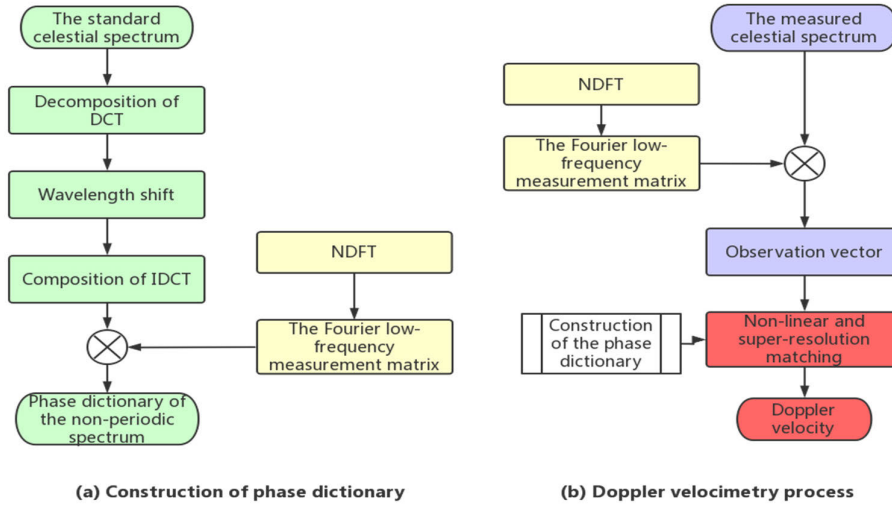 The standard
celestial spectrum
Decomposition of
DCT
Wavelength shift
Composition of IDCT
NDFT
The Fourier low-
frequency
measurement matrix
Phase dictionary of
the non-periodic
spectrum
(a) Construction of phase dictionary
The measured
celestial spectrum
NDFT
The Fourier low-
frequency
measurement matrix
Observation vector
Construction
of the phase
dictionary
Non-linear and
super-resolution
matching
Doppler
velocity
(b) Doppler velocimetry process